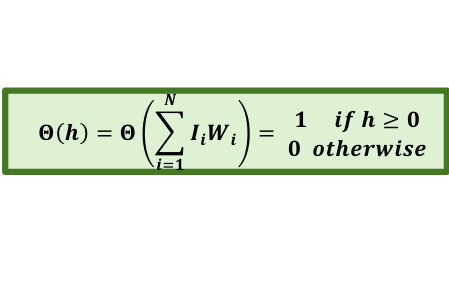 Θ(h) = Θ(∑_{i=1}^{N} I_i W_i) = 1 if h ≥ 0
0 otherwise